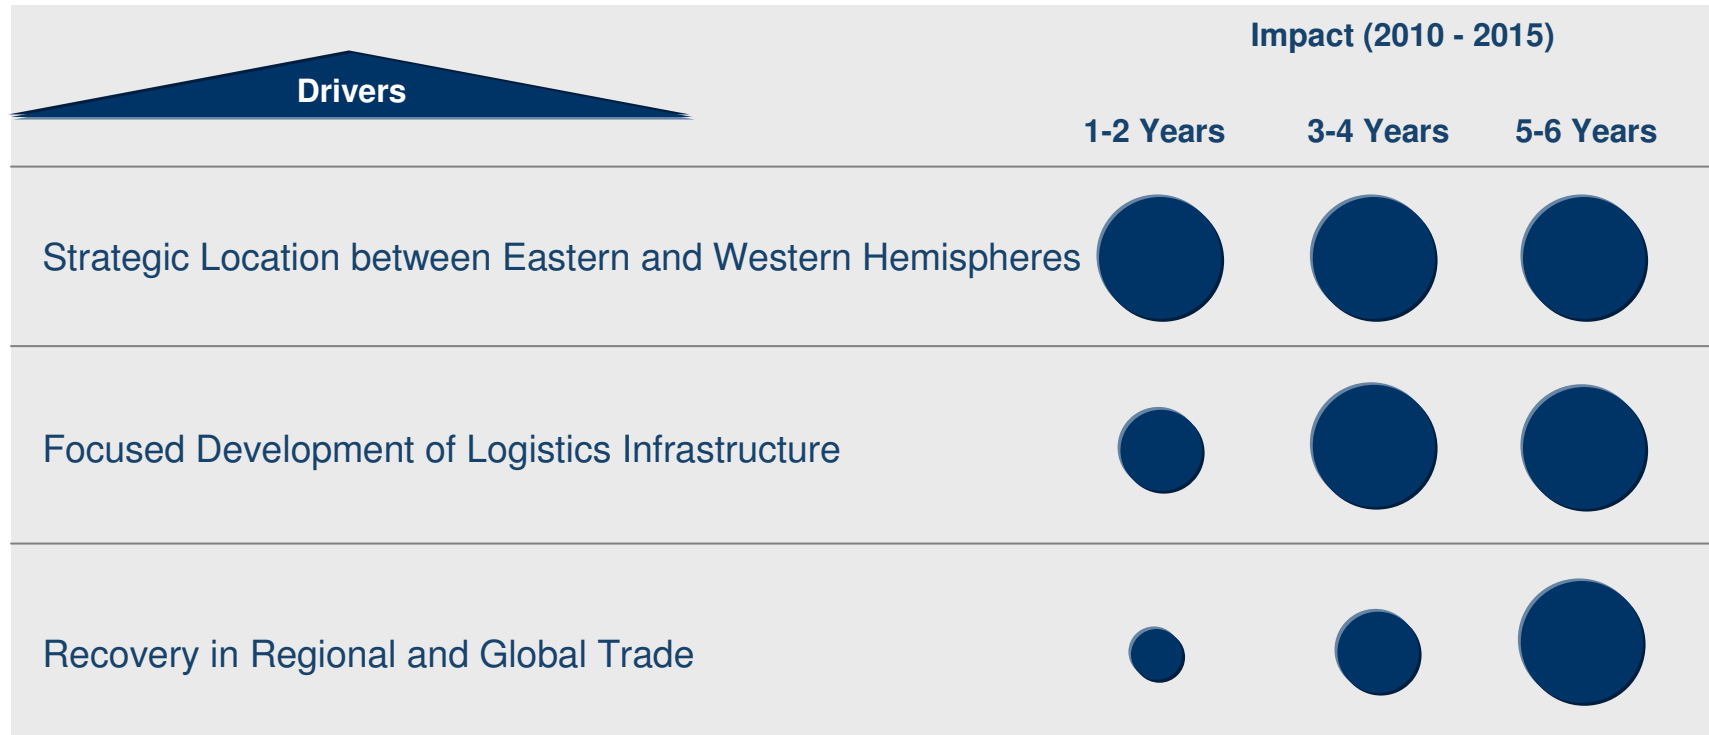 Impact (2010 - 2015)
Drivers
1-2 Years 3-4 Years 5-6 Years
Strategic Location between Eastern and Western Hemispheres
Focused Development of Logistics Infrastructure
Recovery in Regional and Global Trade